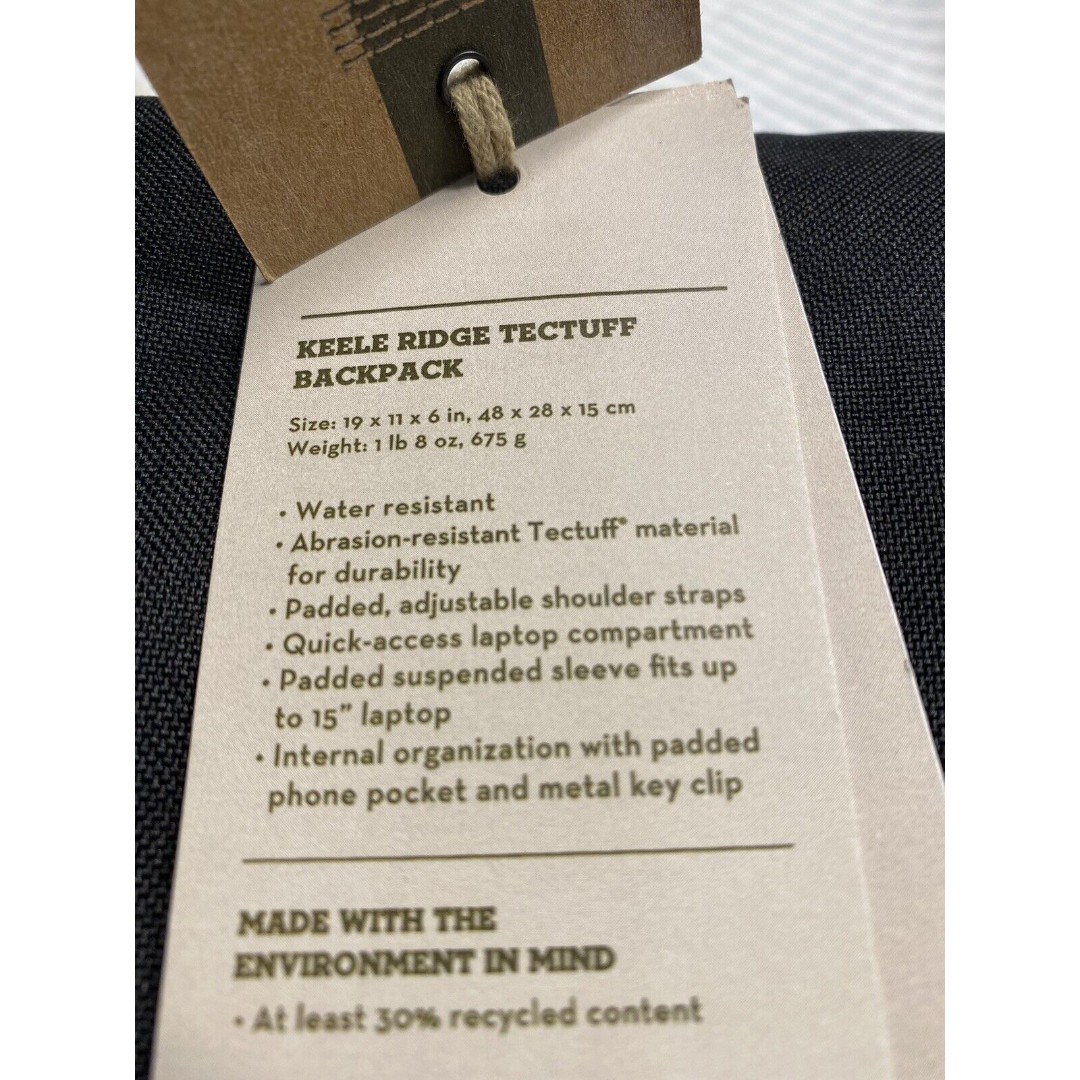 KEELE RIDGE TECTUFF
BACKPACK
Size: 19 x 11 x 6 in, 48 x 28 x 15 cm
Weight: 1 lb 8 oz, 675 g
• Water resistant
• Abrasion-resistant Tectuff® material
for durability
• Padded, adjustable shoulder straps
• Quick-access laptop compartment
• Padded suspended sleeve fits up
to 15” laptop
• Internal organization with padded
phone pocket and metal key clip
MADE WITH THE
ENVIRONMENT IN MIND
• At least 30% recycled content